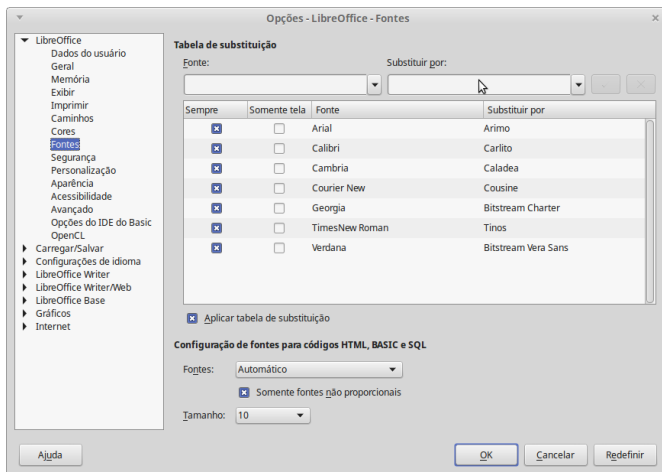 Opções - LibreOffice - Fontes
LibreOffice
Dados do usuário
Geral
Memória
Exibir
Imprimir
Caminhos
Cores
Fontes
Segurança
Personalização
Aparência
Acessibilidade
Avançado
Opções do IDE do Basic
OpenCL
Carregar/Salvar
Configurações de idioma
LibreOffice Writer
LibreOffice Writer/Web
LibreOffice Base
Gráficos
Internet
Tabela de substituição
Fonte: Substituir por:
Sempre Somente tela Fonte Substituir por
Arial Arimo
Calibri Carlito
Cambria Caladea
Courier New Cousine
Georgia Bitstream Charter
TimesNew Roman Tinos
Verdana Bitstream Vera Sans
Aplicar tabela de substituição
Configuração de fontes para códigos HTML, BASIC e SQL
Fontes: Automático
Somente fontes não proporcionais
Tamanho: 10
Ajuda OK Cancelar Redefinir